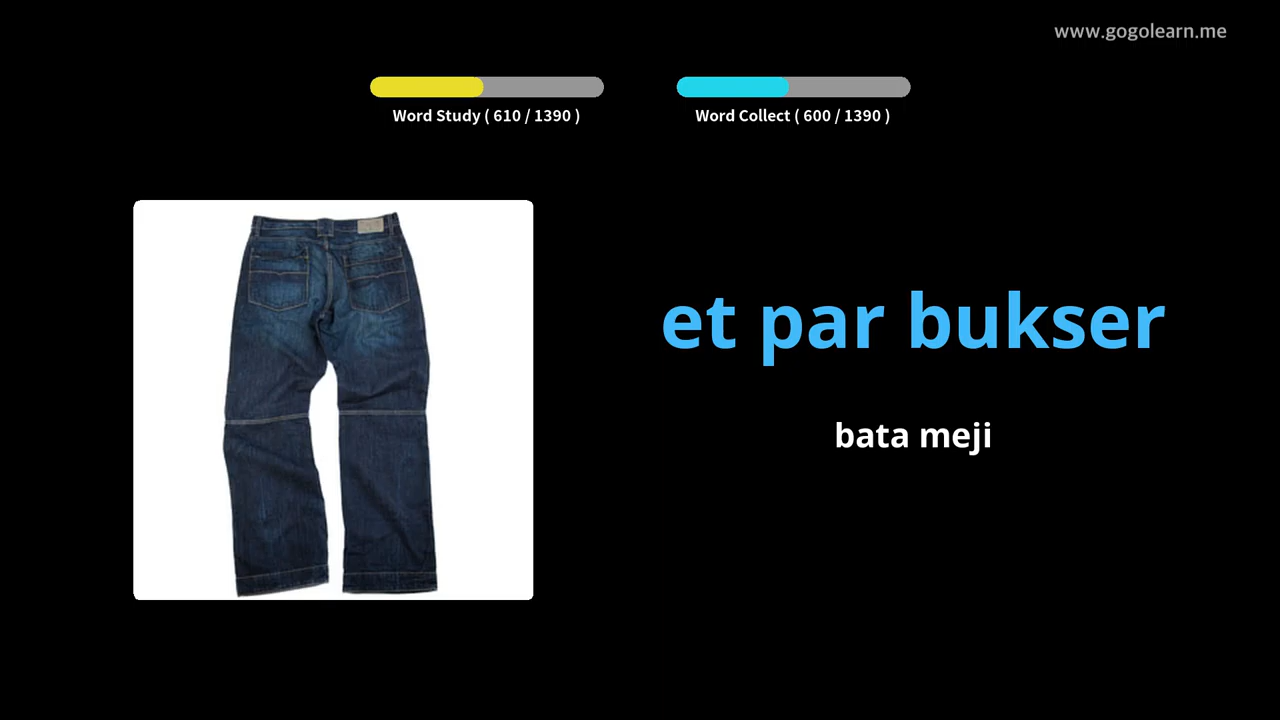 www.gogolearn.me
Word Study ( 610 / 1390 )
Word Collect ( 600 / 1390 )
et par bukser
bata meji